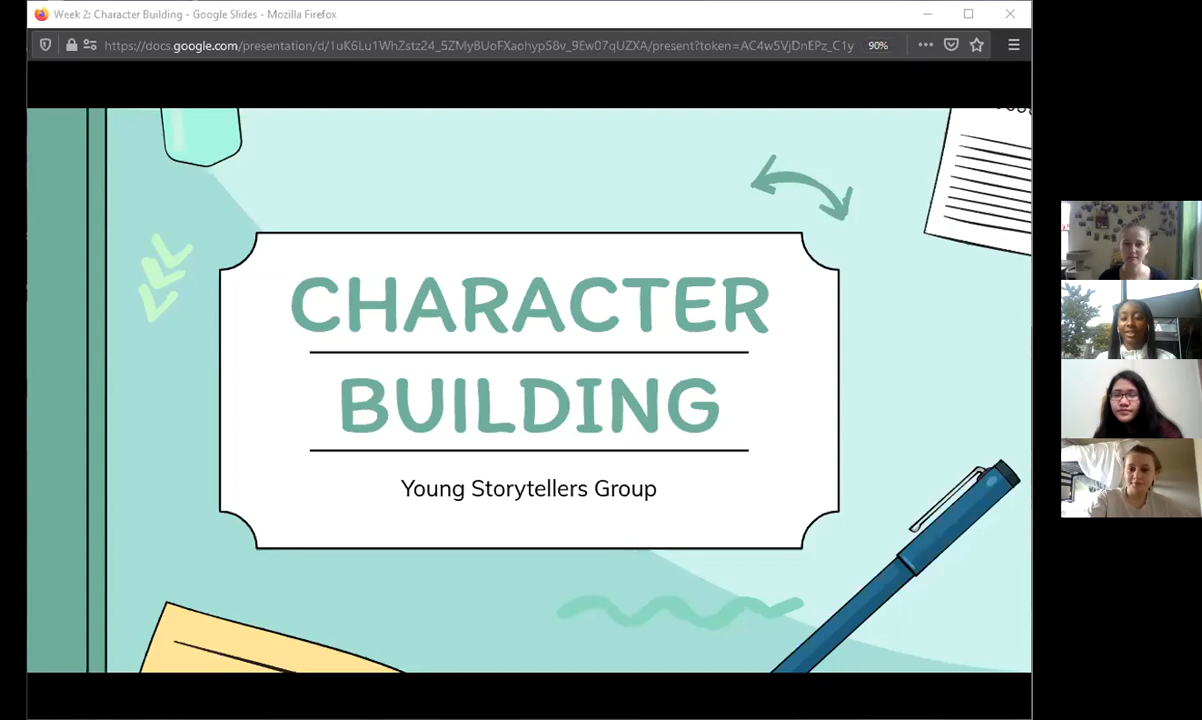 Week 2: Character Building - Google Slides - Mozilla Firefox
https://docs.google.com/presentation/d/1uK6Lu1WhZstz24_5ZMyBUoFXaohyp58v_9Ew07qUZXA/present?token=AC4w5VjDnEPz_C1y
90%
CHARACTER
BUILDING
Young Storytellers Group